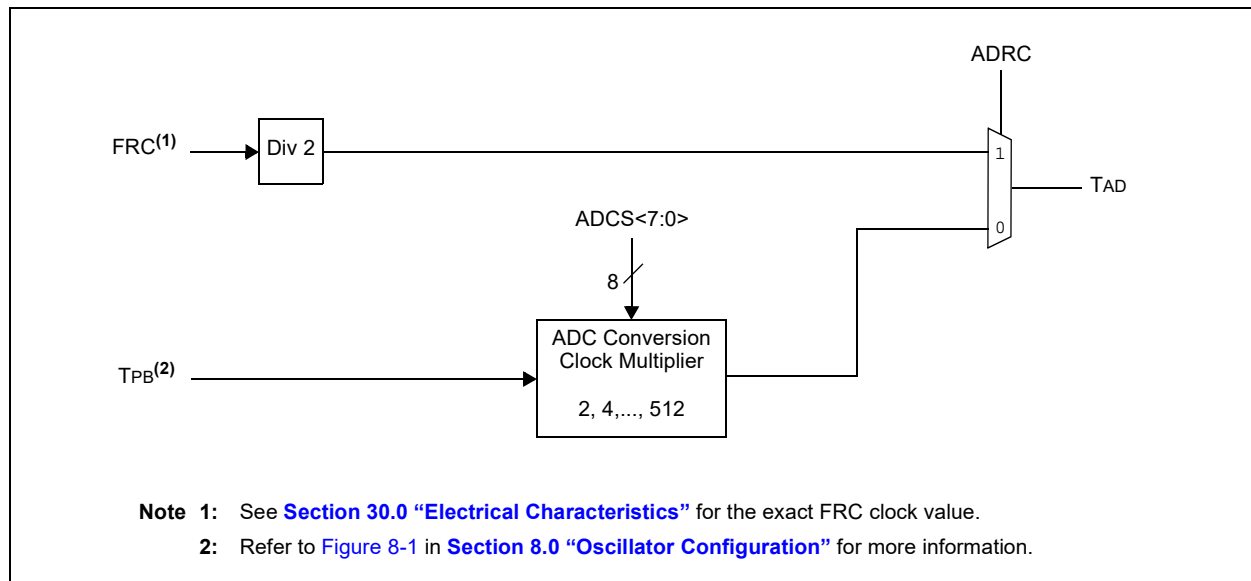 ADRC
FRC(1)
Div 2
1
TAD
ADCS<7:0>
0
8
ADC Conversion
Clock Multiplier
TPB(2)
2, 4,..., 512
Note 1: See Section 30.0 “Electrical Characteristics” for the exact FRC clock value.
2: Refer to Figure 8-1 in Section 8.0 “Oscillator Configuration” for more information.